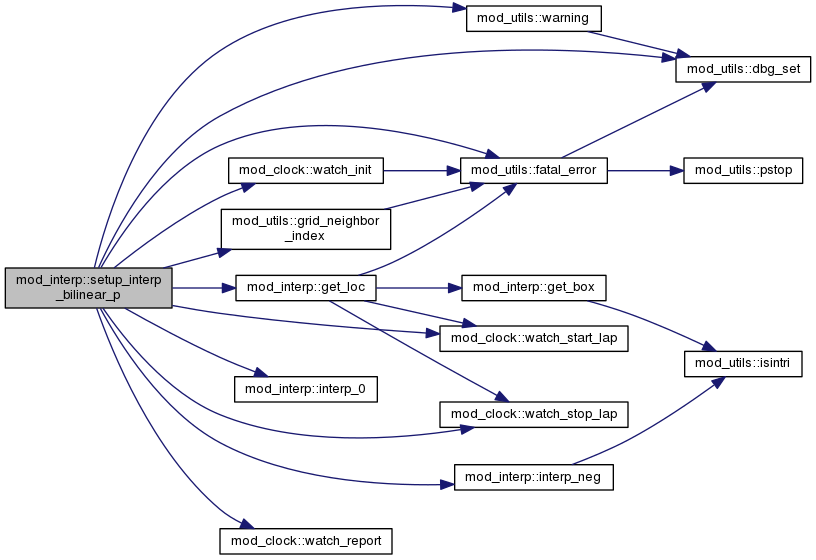 mod_utils::warning
mod_utils::dbg_set
mod_clock::watch_init
mod_utils::fatal_error
mod_utils::pstop
mod_utils::grid_neighbor
_index
mod_interp::setup_interp
_bilinear_p
mod_interp::get_loc
mod_interp::get_box
mod_clock::watch_start_lap
mod_utils::isintri
mod_interp::interp_0
mod_clock::watch_stop_lap
mod_interp::interp_neg
mod_clock::watch_report